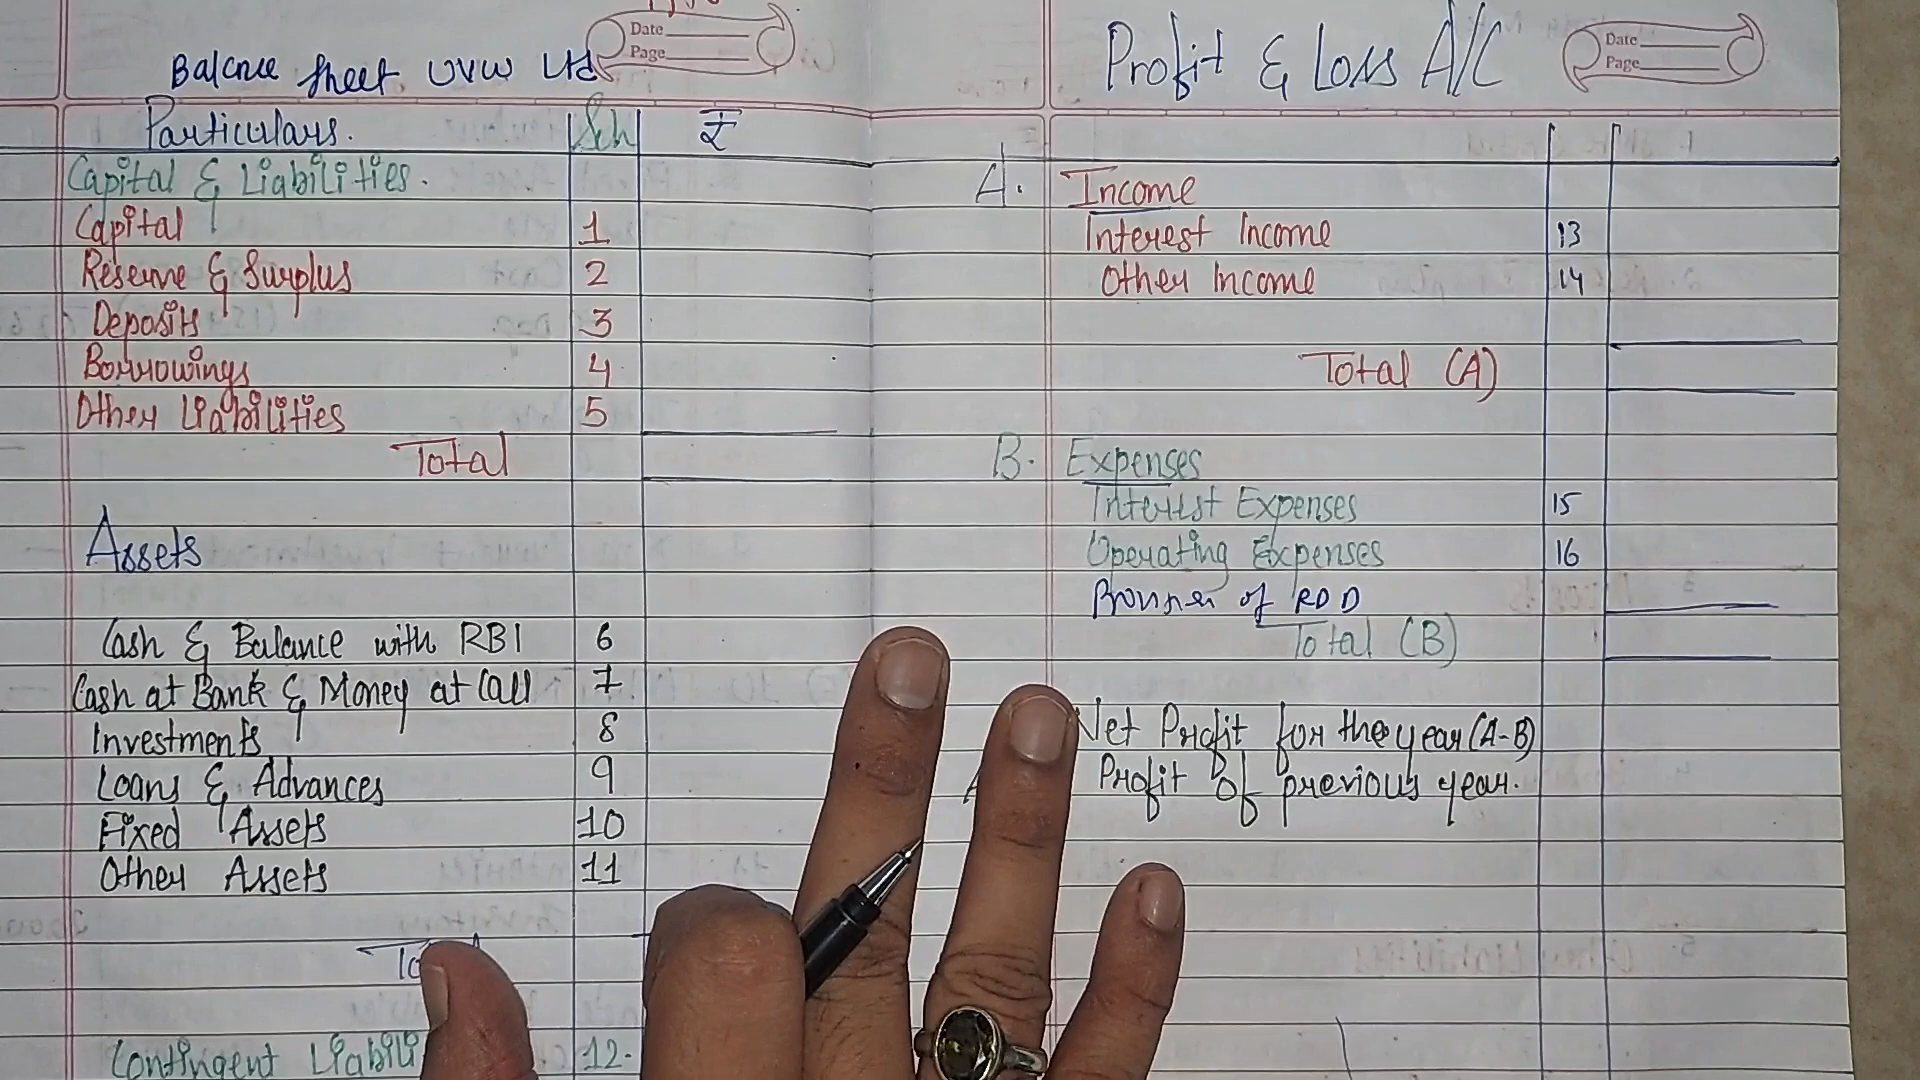 Date
Page
Balance Sheet UVW Ltd
Particulars. Sch ₹
Capital & Liabilities.
Capital 1
Reserve & Surplus 2
Deposits 3
Borrowings 4
Other Liabilities 5
Total
Assets
Cash & Balance with RBI 6
Cash at Bank & Money at Call 7
Investments 8
Loans & Advances 9
Fixed Assets 10
Other Assets 11
Contingent 12.
Date
Page
Profit & Loss A/C
A. Income
Interest Income 13
Other Income 14
Total (A)
B. Expenses
Interest Expenses 15
Operating Expenses 16
of RDD
Total (B)
Net Profit for the year (A-B)
Profit of previous year.